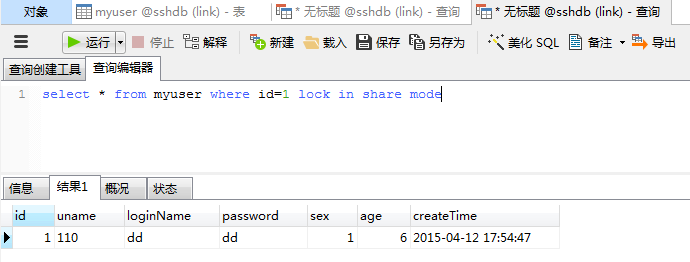 对象 myuser @sshdb (link) - 表 * 无标题 @sshdb (link) - 查询 * 无标题 @sshdb (link) - 查询
运行 停止 解释 新建 载入 保存 另存为 美化 SQL 备注 导出
查询创建工具 查询编辑器
1 select * from myuser where id=1 lock in share mode
信息 结果1 概况 状态
id uname loginName password sex age createTime
1 110 dd dd 1 6 2015-04-12 17:54:47